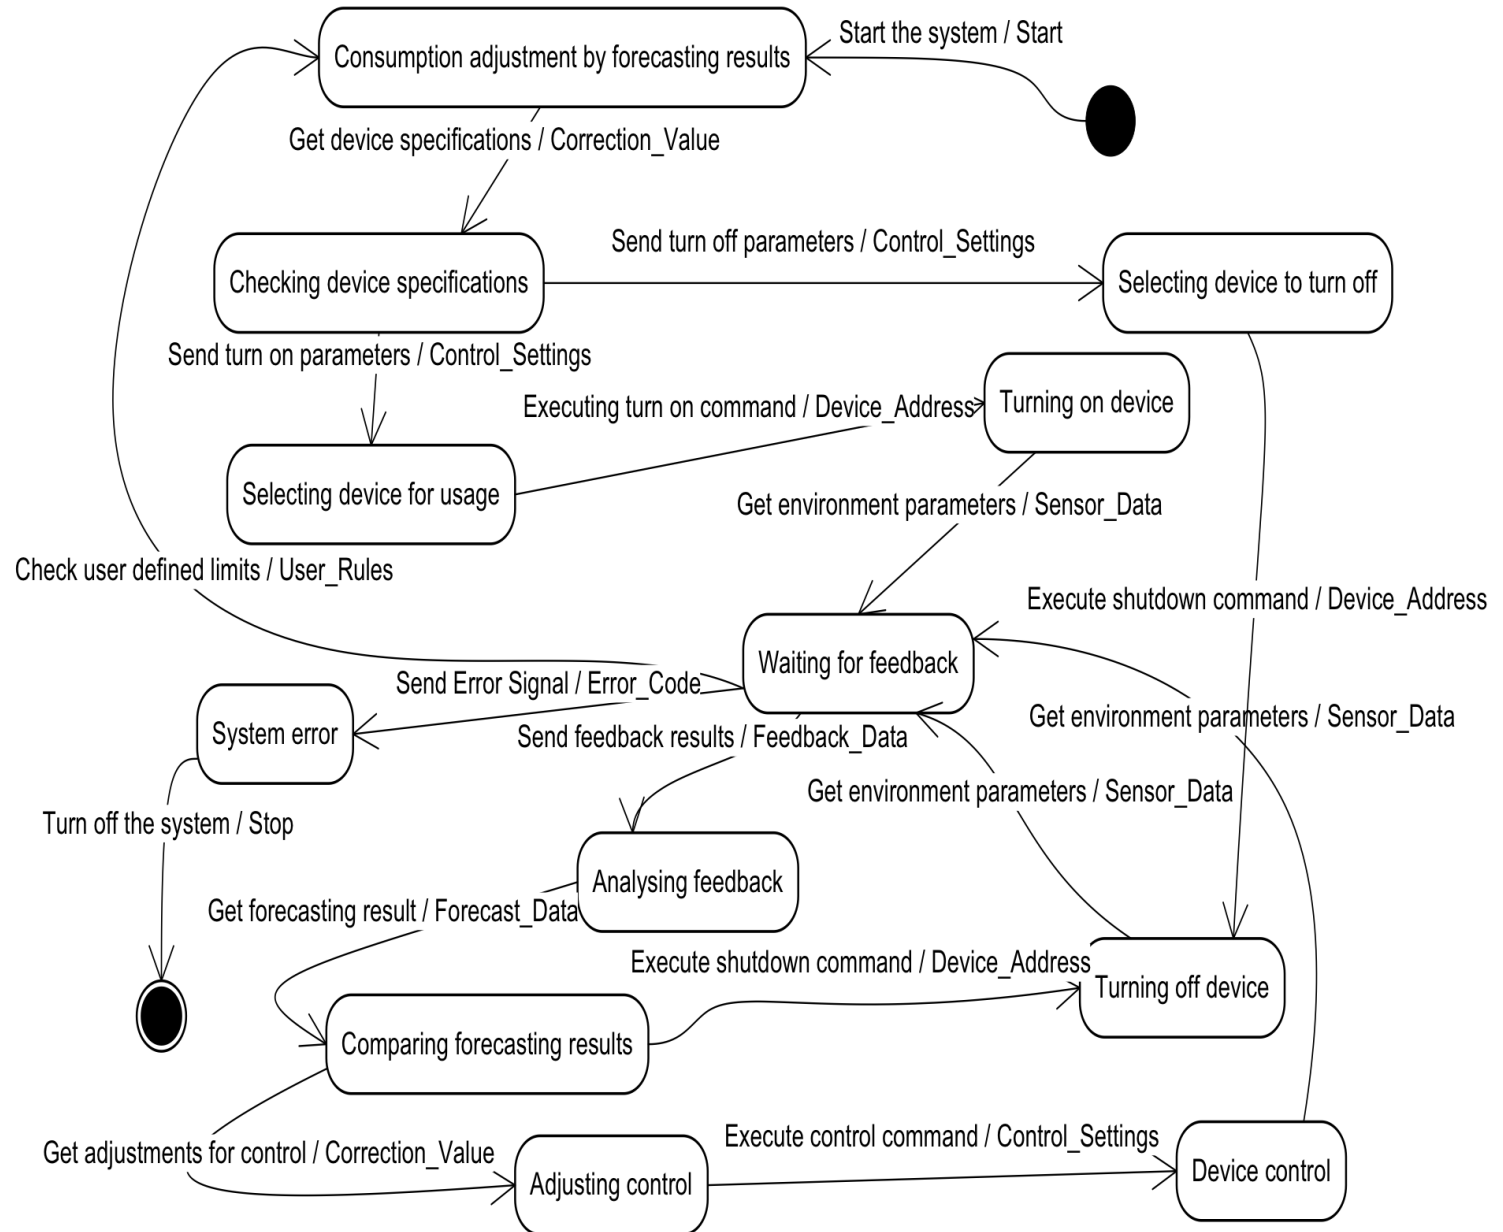 Start the system / Start
Consumption adjustment by forecasting results
Get device specifications / Correction_Value
Send turn off parameters / Control_Settings
Checking device specifications
Selecting device to turn off
Send turn on parameters / Control_Settings
Executing turn on command / Device_Address
Turning on device
Selecting device for usage
Get environment parameters / Sensor_Data
Check user defined limits / User_Rules
Execute shutdown command / Device_Address
Waiting for feedback
Send Error Signal / Error_Code
Get environment parameters / Sensor_Data
System error
Send feedback results / Feedback_Data
Get environment parameters / Sensor_Data
Turn off the system / Stop
Analysing feedback
Get forecasting result / Forecast_Data
Execute shutdown command / Device_Address
Turning off device
Comparing forecasting results
Execute control command / Control_Settings
Get adjustments for control / Correction_Value
Adjusting control
Device control